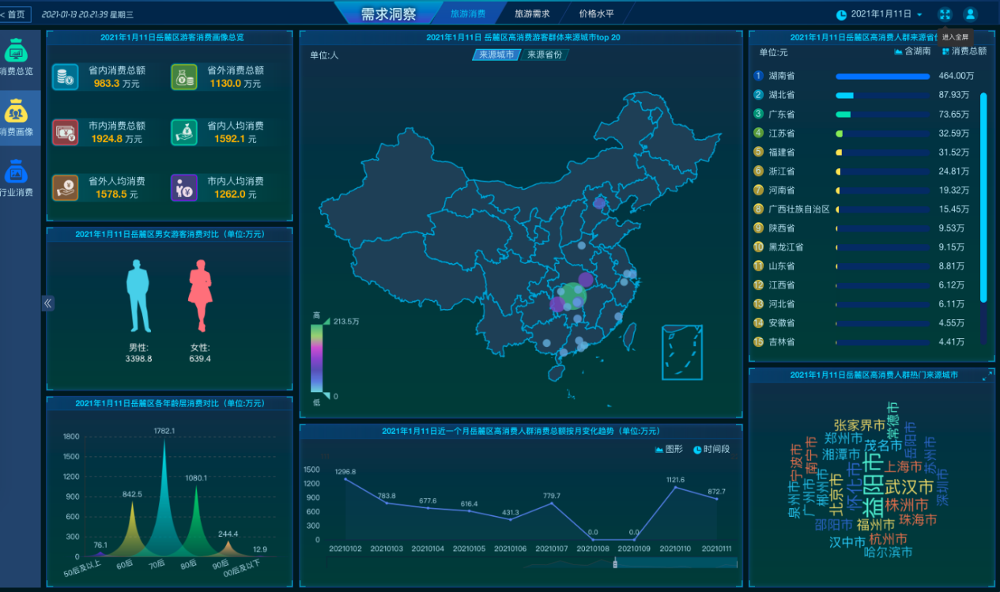 < 首页
2021-01-13 20:21:39 星期三
需求洞察
旅游消费
旅游需求
价格水平
2021年1月11日
进入全屏
消费总览
消费画像
行业消费
2021年1月11日岳麓区游客消费画像总览
省内消费总额
983.3 万元
省外消费总额
1130.0 万元
市内消费总额
1924.8 万元
省内人均消费
1592.1 元
省外人均消费
1578.5 元
市内人均消费
1262.0 元
2021年1月11日岳麓区男女游客消费对比（单位:万元）
男性:
3398.8
女性:
639.4
2021年1月11日岳麓区各年龄层消费对比（单位:万元）
1800
1500
1200
900
600
300
0
76.1
842.5
1782.1
1080.1
244.4
12.9
50后及以上
60后
70后
80后
90后
00后及以下
2021年1月11日 岳麓区高消费游客群体来源城市top 20
单位:人
来源城市
来源省份
高
213.5万
0
低
2021年1月11日近一个月岳麓区高消费人群消费总额按月变化趋势（单位:万元）
图形
时间段
1500
1200
900
600
300
0
1296.8
783.8
677.6
616.4
431.3
779.7
0.0
0.0
1121.6
872.7
20210102
20210103
20210104
20210105
20210106
20210107
20210108
20210109
20210110
20210111
2021年1月11日岳麓区高消费人群来源省份
单位:元
含湖南
消费总额
1 湖南省 464.00万
2 湖北省 87.93万
3 广东省 73.65万
4 江苏省 32.59万
5 福建省 31.52万
6 浙江省 24.81万
7 河南省 19.32万
8 广西壮族自治区 15.45万
9 陕西省 9.53万
10 黑龙江省 9.15万
11 山东省 8.81万
12 江西省 6.12万
13 河北省 6.11万
14 安徽省 4.55万
15 吉林省 4.41万
2021年1月11日岳麓区高消费人群热门来源城市
张家界市
常德市
郑州市
茂名市
岳阳市
湘潭市
苏州市
宁波市
南宁市
上海市
益阳市
怀化市
武汉市
深圳市
北京市
郴州市
广州市
泉州市
株洲市
邵阳市
福州市
珠海市
汉中市
杭州市
哈尔滨市